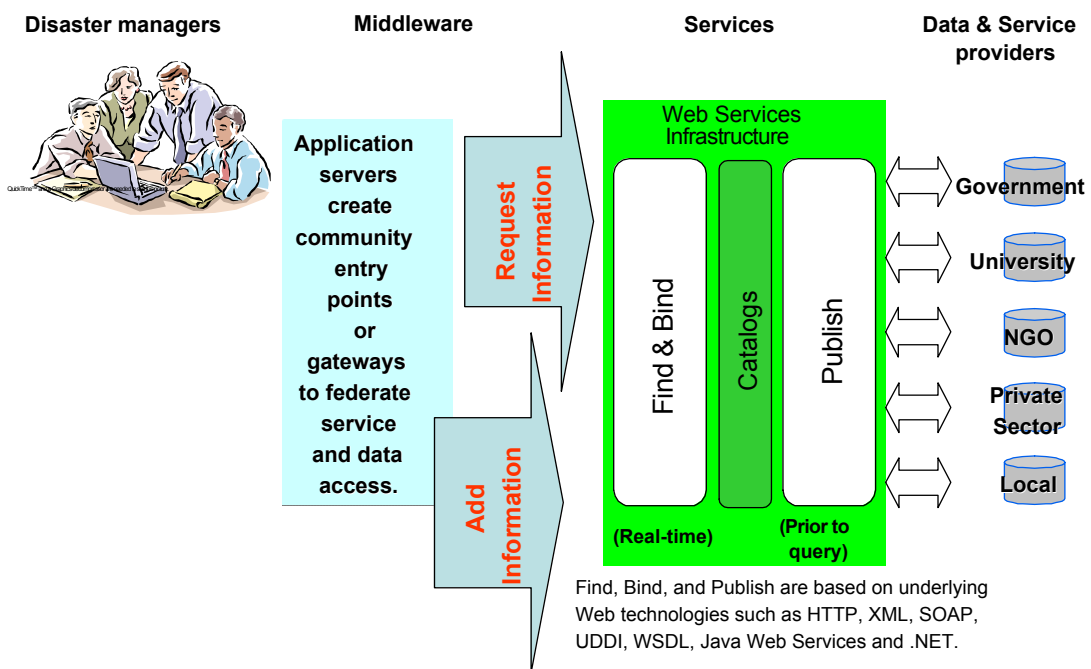 Disaster managers
Middleware
Services
Data & Service
providers
Application
servers
create
community
entry
points
or
gateways
to federate
service
and data
access.
Request
Information
Add
Information
Web Services
Infrastructure
Find & Bind
Catalogs
Publish
(Real-time)
(Prior to
query)
Government
University
NGO
Private
Sector
Local
Find, Bind, and Publish are based on underlying
Web technologies such as HTTP, XML, SOAP,
UDDI, WSDL, Java Web Services and .NET.